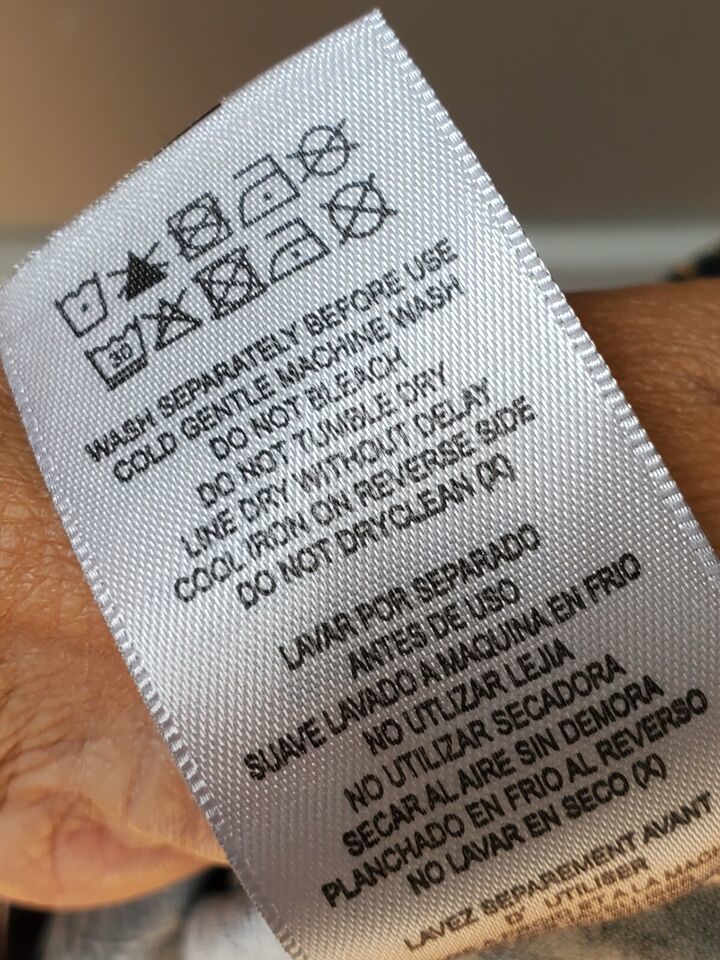 30
WASH SEPARATELY BEFORE USE
COLD GENTLE MACHINE WASH
DO NOT BLEACH
DO NOT TUMBLE DRY
LINE DRY WITHOUT DELAY
COOL IRON ON REVERSE SIDE
DO NOT DRYCLEAN (X)
LAVAR POR SEPARADO
ANTES DE USO
SUAVE LAVADO A MAQUINA EN FRIO
NO UTLIZAR LEJIA
NO UTILIZAR SECADORA
SECAR AL AIRE SIN DEMORA
PLANCHADO EN FRIO AL REVERSO
NO LAVAR EN SECO (X)
LAVEZ SEPAREMENT AVANT
D' UTILISER